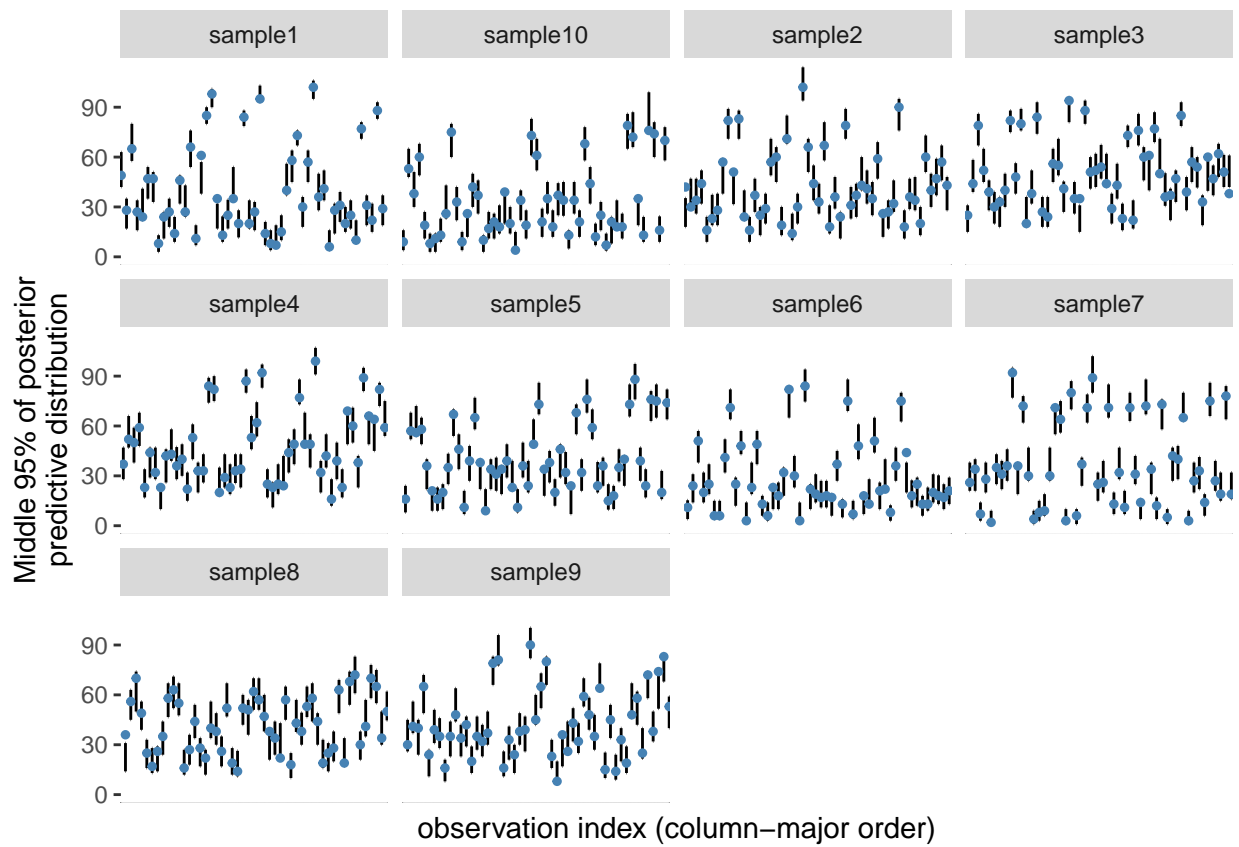 sample1 sample10 sample2 sample3
90
60
30
0
sample4 sample5 sample6 sample7
90
60
30
0
Middle 95% of posterior
predictive distribution
sample8 sample9
90
60
30
0
observation index (column−major order)